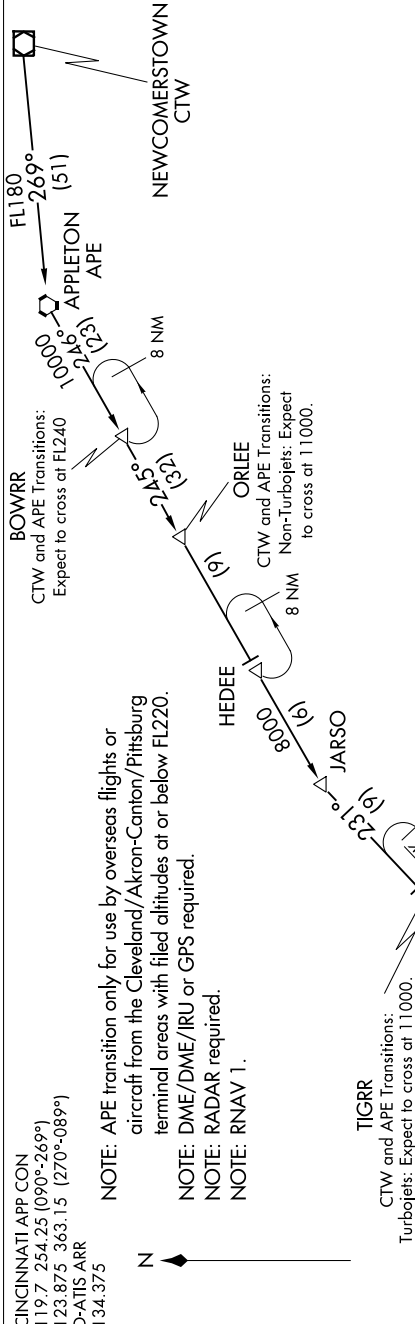 CINCINNATI APP CON
119.7 254.25 (090°-269°)
123.875 363.15 (270°-089°)
D-ATIS ARR
134.375
NOTE: APE transition only for use by overseas flights or
aircraft from the Cleveland/Akron-Canton/Pittsburg
terminal areas with filed altitudes at or below FL220.
NOTE: DME/DME/IRU or GPS required.
NOTE: RADAR required.
NOTE: RNAV 1.
N
BOWRR
CTW and APE Transitions:
Expect to cross at FL240
FL180
269°
(51)
NEWCOMERSTOWN
CTW
APPLETON
APE
10000
246°
(23)
8 NM
245°
(32)
ORLEE
CTW and APE Transitions:
Non-Turbojets: Expect
to cross at 11000.
(9)
HEDEE
8 NM
8000
(6)
JARSO
231°
(9)
TIGRR
CTW and APE Transitions:
Turbojets: Expect to cross at 11000.